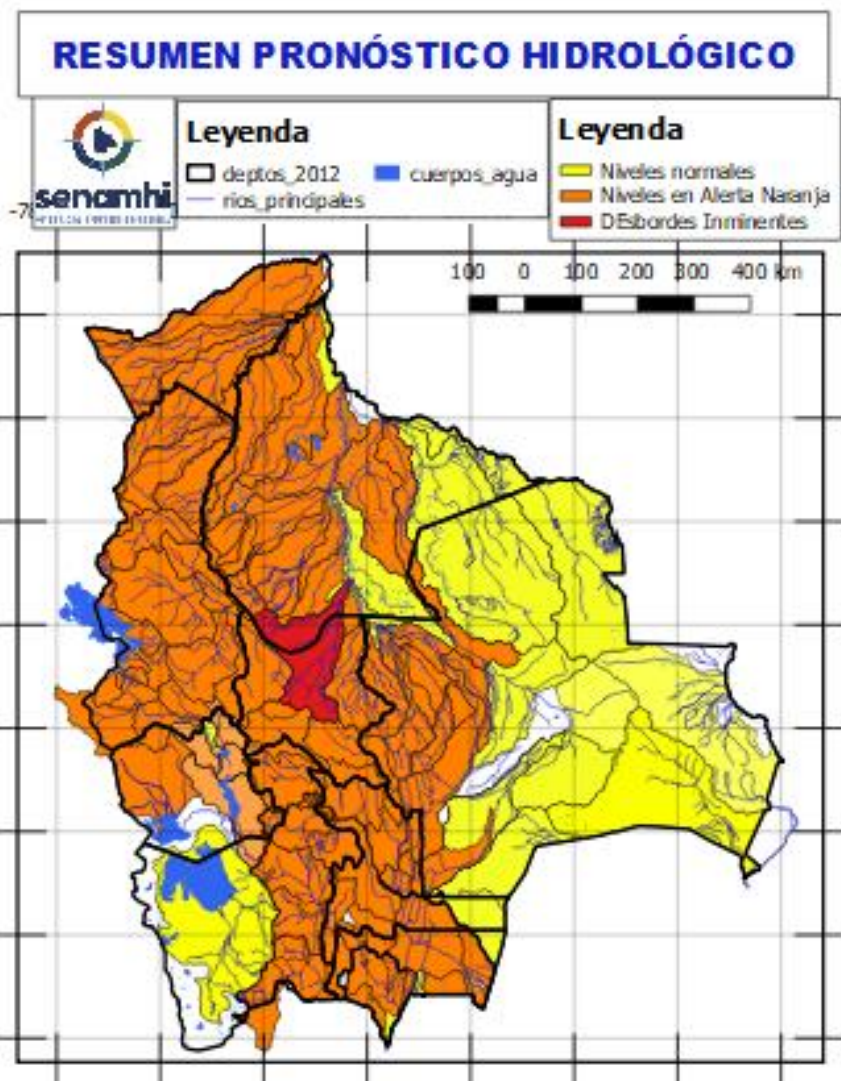 RESUMEN PRONÓSTICO HIDROLÓGICO
senamhi
Leyenda
deptos_2012
cuerpos_agua
rios_principales
Leyenda
Niveles normales
Niveles en Alerta Naranja
DEsbordes Inminentes
100 0 100 200 300 400 km